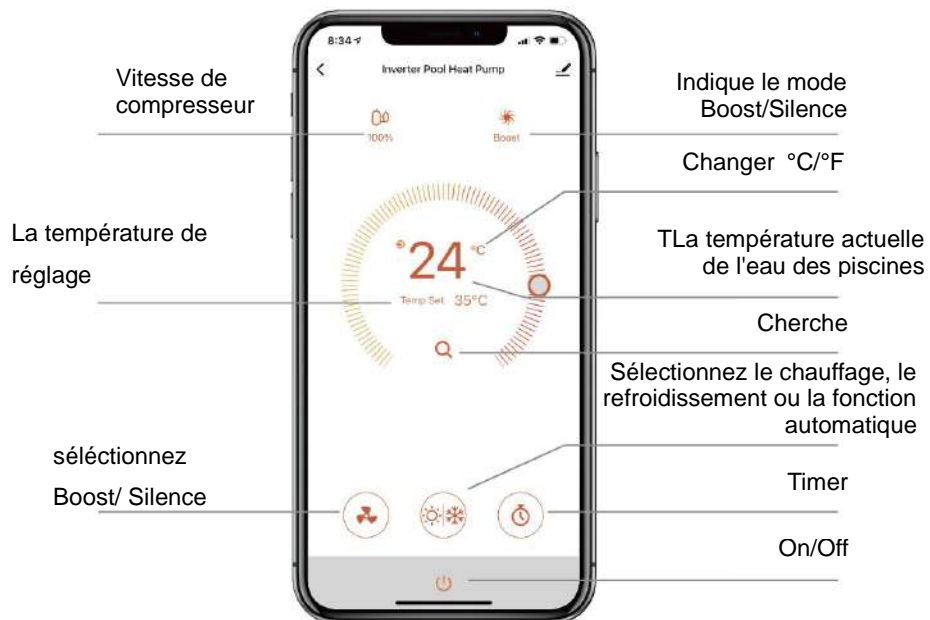 8:34
Inverter Pool Heat Pump
Vitesse de
compresseur
Indique le mode
Boost/Silence
100%
Boost
Changer °C/°F
La température de
réglage
24 °C
TLa température actuelle
de l'eau des piscines
Temp Set 35°C
Cherche
Sélectionnez le chauffage, le
refroidissement ou la fonction
automatique
séléctionnez
Boost/ Silence
Timer
On/Off